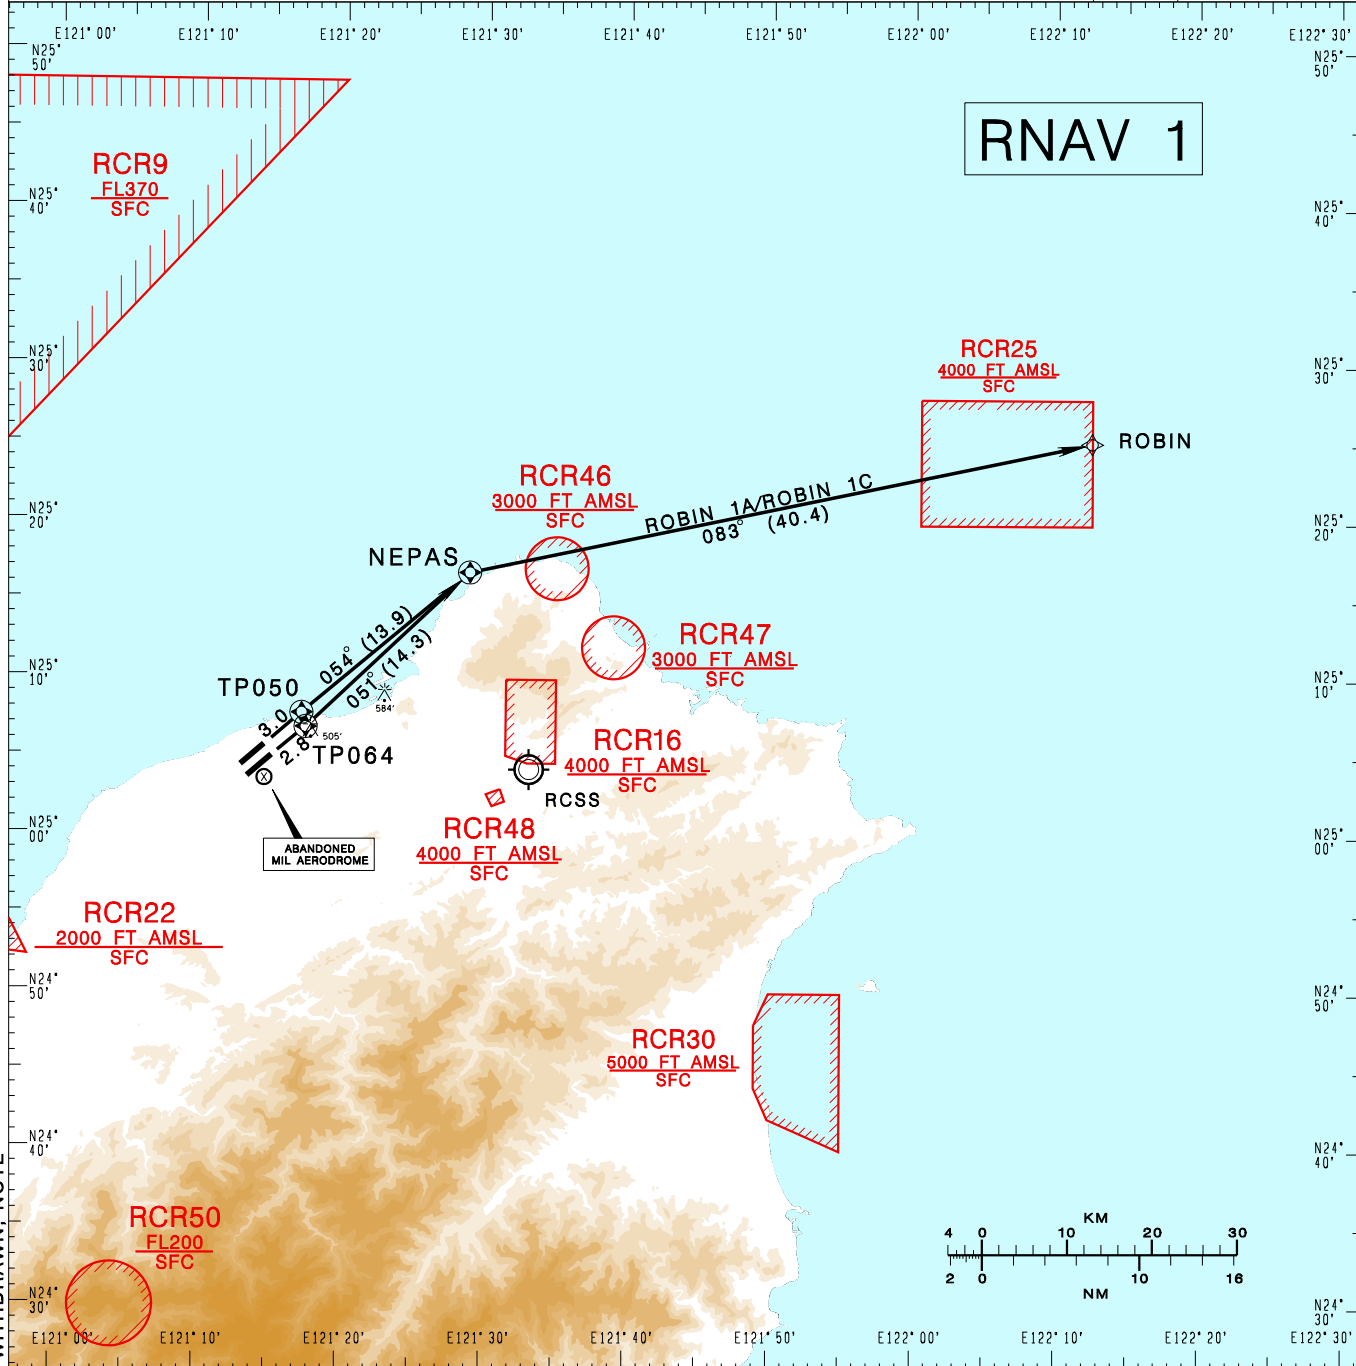 E121° 00' E121° 10' E121° 20' E121° 30' E121° 40' E121° 50' E122° 00' E122° 10' E122° 20' E122° 30'
N25° 50'
N25° 50'
RNAV 1
RCR9
FL370
SFC
N25° 40'
N25° 40'
N25° 30'
N25° 30'
RCR25
4000 FT AMSL
SFC
ROBIN
RCR46
3000 FT AMSL
SFC
ROBIN 1A/ROBIN 1C
083° (40.4)
N25° 20'
N25° 20'
NEPAS
054° (13.9)
051° (14.3)
RCR47
3000 FT AMSL
SFC
N25° 10'
N25° 10'
TP050
584'
3.0
505'
2.8
TP064
RCR16
4000 FT AMSL
SFC
RCSS
N25° 00'
N25° 00'
ABANDONED
MIL AERODROME
RCR48
4000 FT AMSL
SFC
RCR22
2000 FT AMSL
SFC
N24° 50'
N24° 50'
RCR30
5000 FT AMSL
SFC
N24° 40'
N24° 40'
RCR50
FL200
SFC
KM
4 0 10 20 30
2 0 10 16
NM
N24° 30'
N24° 30'
E121° 00' E121° 10' E121° 20' E121° 30' E121° 40' E121° 50' E122° 00' E122° 10' E122° 20' E122° 30'